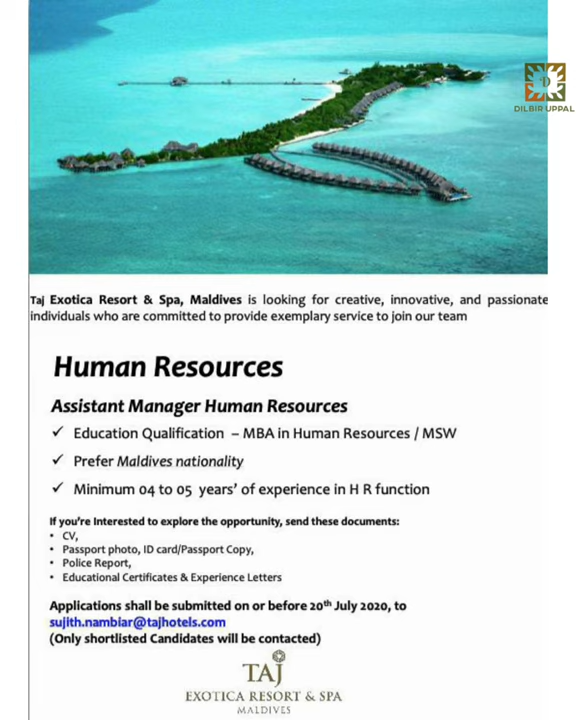 DILBIR UPPAL
Taj Exotica Resort & Spa, Maldives is looking for creative, innovative, and passionate
individuals who are committed to provide exemplary service to join our team
Human Resources
Assistant Manager Human Resources
✓ Education Qualification – MBA in Human Resources / MSW
✓ Prefer Maldives nationality
✓ Minimum 04 to 05 years' of experience in H R function
If you're Interested to explore the opportunity, send these documents:
• CV,
• Passport photo, ID card/Passport Copy,
• Police Report,
• Educational Certificates & Experience Letters
Applications shall be submitted on or before 20th July 2020, to
sujith.nambiar@tajhotels.com
(Only shortlisted Candidates will be contacted)
TAJ
EXOTICA RESORT & SPA
MALDIVES